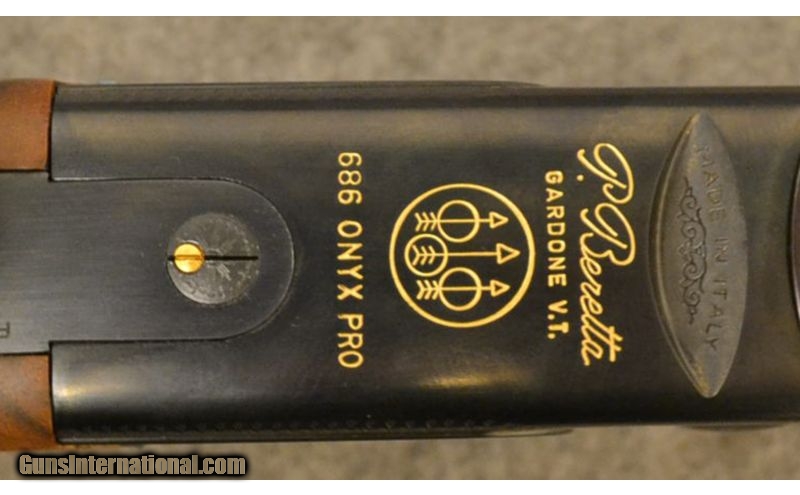 686 ONYX PRO
P. Beretta
GARDONE V.T.
MADE IN ITALY
GunsInternational.com